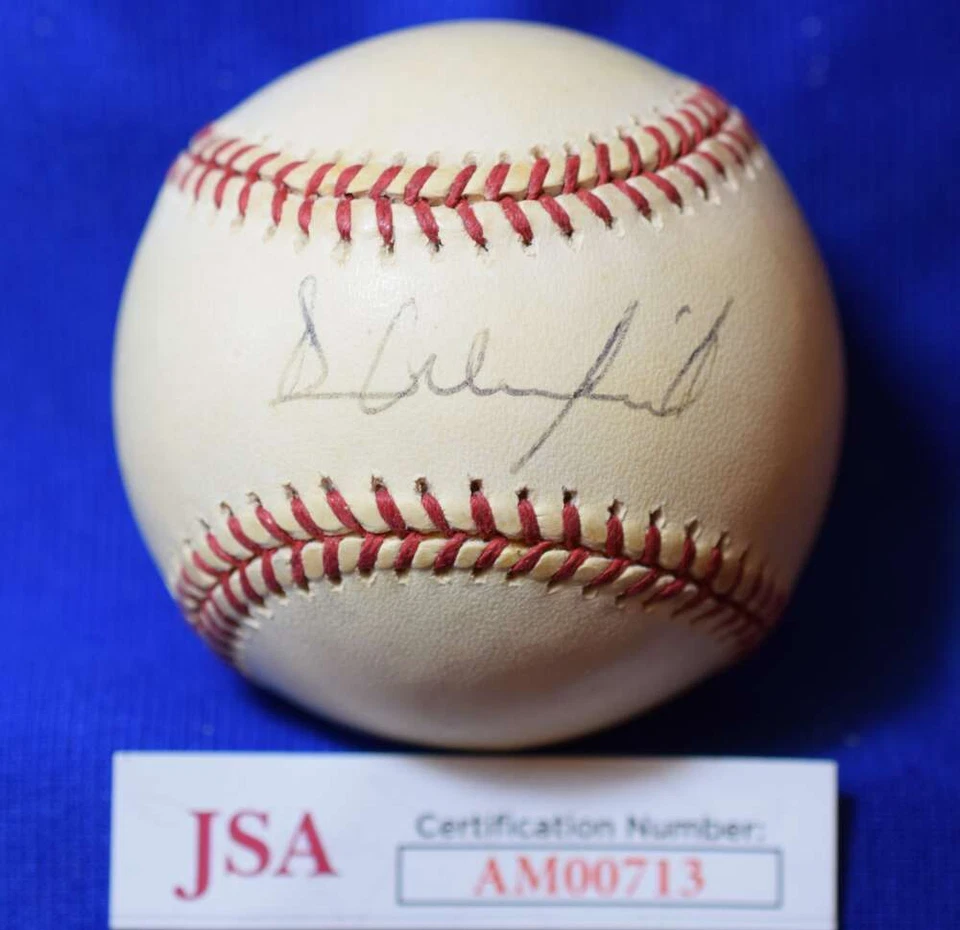 JSA
Certification Number:
AM00713